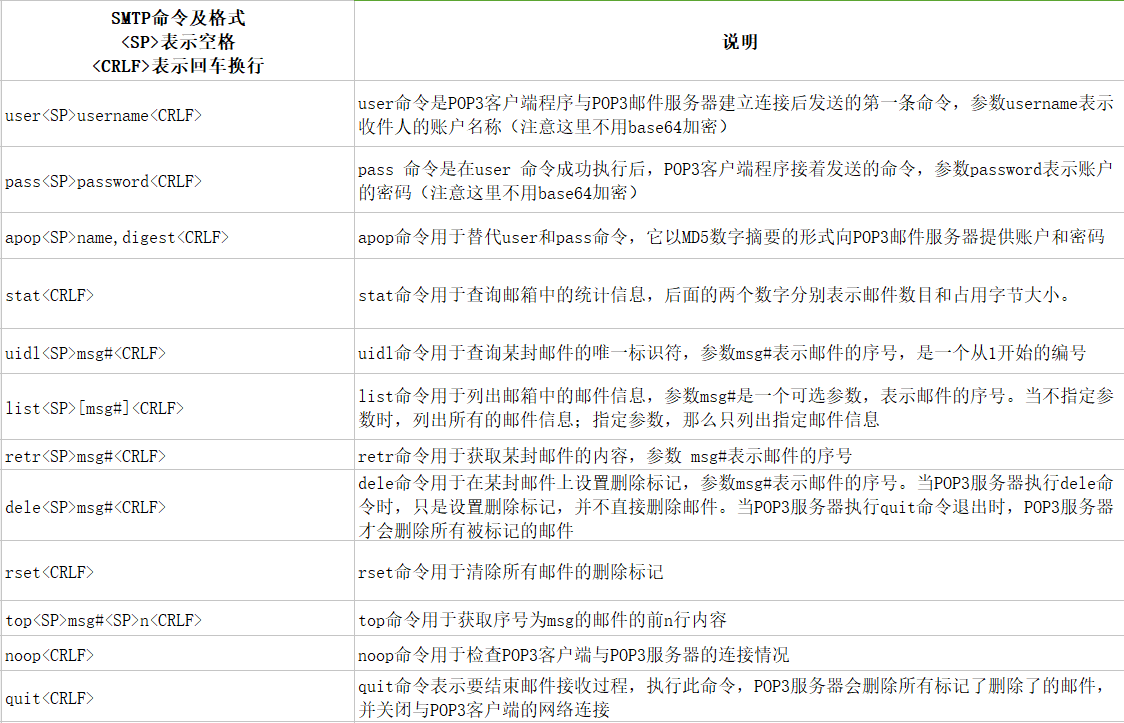 SMTP命令及格式
<SP>表示空格
<CRLF>表示回车换行
说明
user<SP>username<CRLF>
user命令是POP3客户端程序与POP3邮件服务器建立连接后发送的第一条命令，参数username表示
收件人的账户名称（注意这里不用base64加密）
pass<SP>password<CRLF>
pass 命令是在user 命令成功执行后，POP3客户端程序接着发送的命令，参数password表示账户
的密码（注意这里不用base64加密）
apop<SP>name,digest<CRLF>
apop命令用于替代user和pass命令，它以MD5数字摘要的形式向POP3邮件服务器提供账户和密码
stat<CRLF>
stat命令用于查询邮箱中的统计信息，后面的两个数字分别表示邮件数目和占用字节大小。
uidl<SP>msg#<CRLF>
uidl命令用于查询某封邮件的唯一标识符，参数msg#表示邮件的序号，是一个从1开始的编号
list<SP>[msg#]<CRLF>
list命令用于列出邮箱中的邮件信息，参数msg#是一个可选参数，表示邮件的序号。当不指定参
数时，列出所有的邮件信息；指定参数，那么只列出指定邮件信息
retr<SP>msg#<CRLF>
retr命令用于获取某封邮件的内容，参数 msg#表示邮件的序号
dele<SP>msg#<CRLF>
dele命令用于在某封邮件上设置删除标记，参数msg#表示邮件的序号。当POP3服务器执行dele命
令时，只是设置删除标记，并不直接删除邮件。当POP3服务器执行quit命令退出时，POP3服务器
才会删除所有被标记的邮件
rset<CRLF>
rset命令用于清除所有邮件的删除标记
top<SP>msg#<SP>n<CRLF>
top命令用于获取序号为msg的邮件的前n行内容
noop<CRLF>
noop命令用于检查POP3客户端与POP3服务器的连接情况
quit<CRLF>
quit命令表示要结束邮件接收过程，执行此命令，POP3服务器会删除所有标记了删除了的邮件，
并关闭与POP3客户端的网络连接